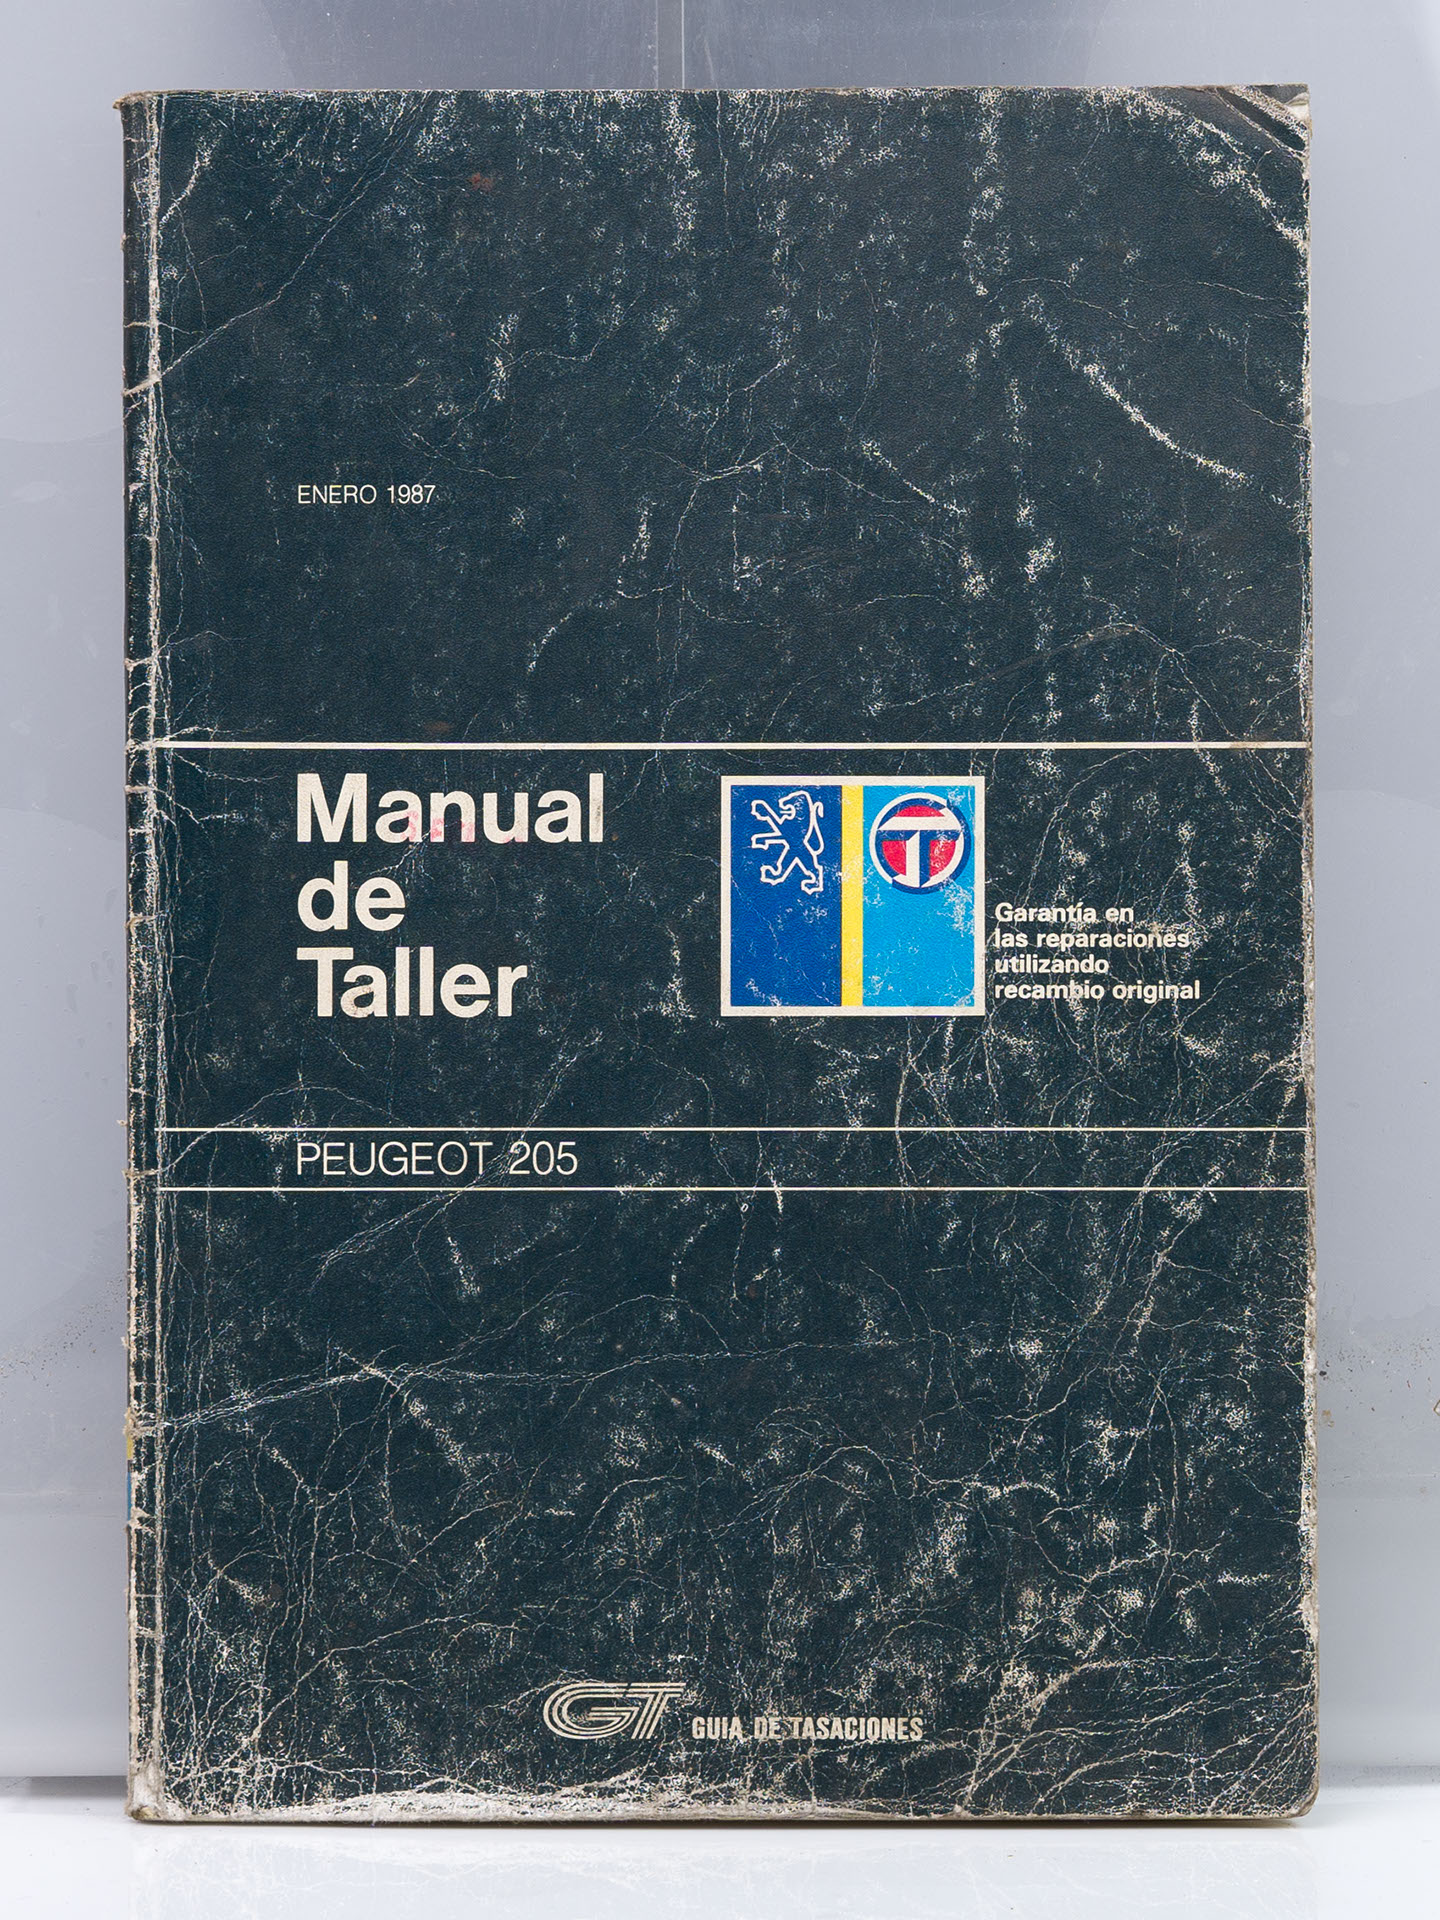 ENERO 1987
Manual
de
Taller
Garantía en
las reparaciones
utilizando
recambio original
PEUGEOT 205
GT GUIA DE TASACIONES